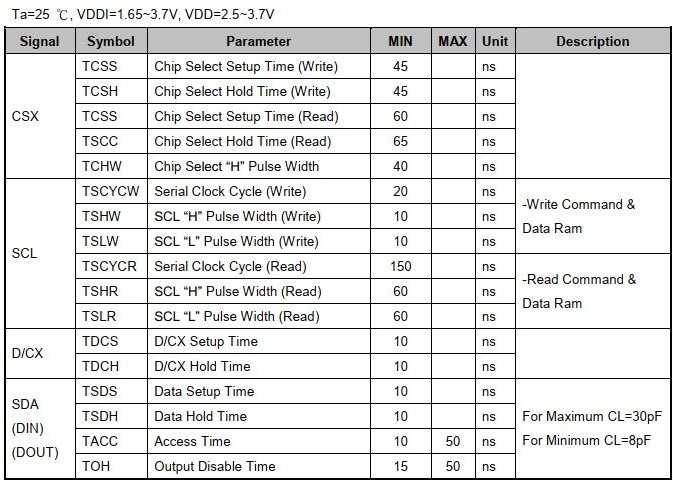 Ta=25 ℃, VDDI=1.65~3.7V, VDD=2.5~3.7V
Signal Symbol Parameter MIN MAX Unit Description
CSX
TCSS Chip Select Setup Time (Write) 45 ns
TCSH Chip Select Hold Time (Write) 45 ns
TCSS Chip Select Setup Time (Read) 60 ns
TSCC Chip Select Hold Time (Read) 65 ns
TCHW Chip Select “H” Pulse Width 40 ns
SCL
TSCYCW Serial Clock Cycle (Write) 20 ns
TSHW SCL “H” Pulse Width (Write) 10 ns
TSLW SCL “L” Pulse Width (Write) 10 ns
-Write Command &
Data Ram
TSCYCR Serial Clock Cycle (Read) 150 ns
TSHR SCL “H” Pulse Width (Read) 60 ns
TSLR SCL “L” Pulse Width (Read) 60 ns
-Read Command &
Data Ram
D/CX
TDCS D/CX Setup Time 10 ns
TDCH D/CX Hold Time 10 ns
SDA
(DIN)
(DOUT)
TSDS Data Setup Time 10 ns
TSDH Data Hold Time 10 ns
TACC Access Time 10 50 ns
TOH Output Disable Time 15 50 ns
For Maximum CL=30pF
For Minimum CL=8pF